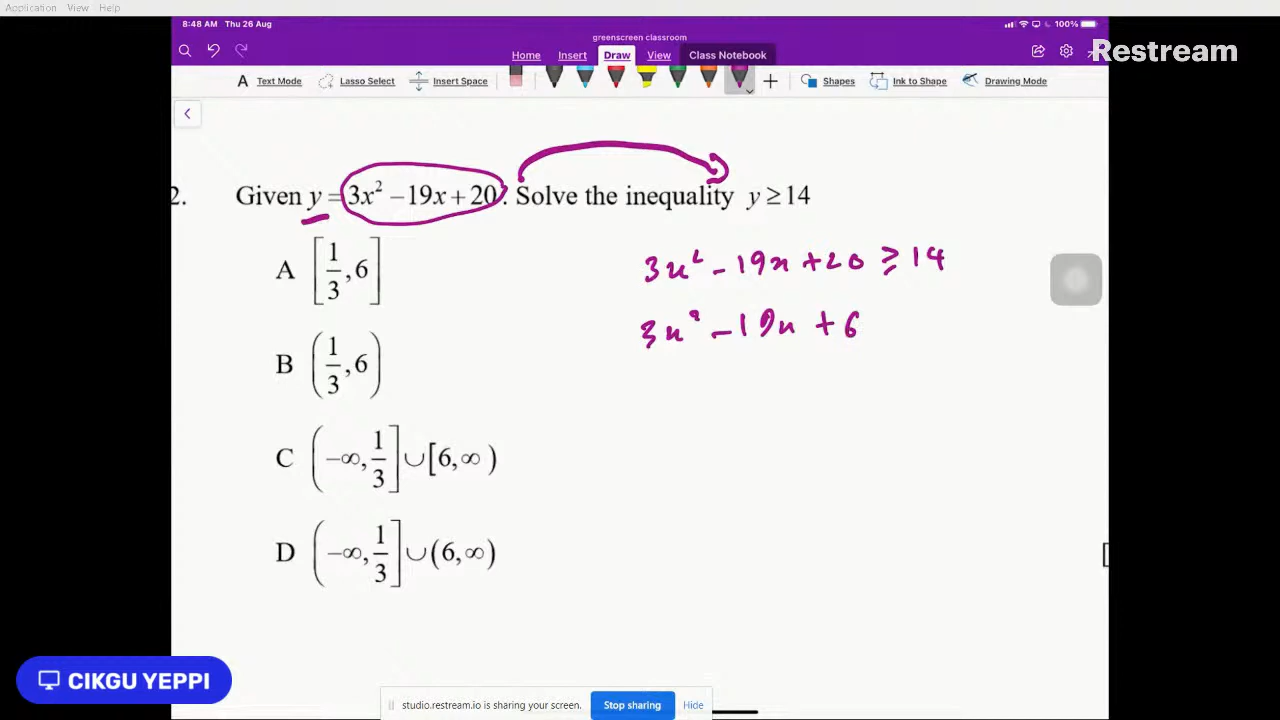 Application View Help
8:48 AM Thu 26 Aug
100%
greenscreen classroom
Home Insert Draw View Class Notebook
Restream
A Text Mode Lasso Select Insert Space Shapes Ink to Shape Drawing Mode
2. Given y = 3x² − 19x + 20. Solve the inequality y ≥ 14
A [1/3, 6]
3x² − 19x + 20 ≥ 14
3x² − 19x + 6
B (1/3, 6)
C (−∞, 1/3] ∪ [6, ∞)
D (−∞, 1/3] ∪ (6, ∞)
CIKGU YEPPI
studio.restream.io is sharing your screen. Stop sharing Hide